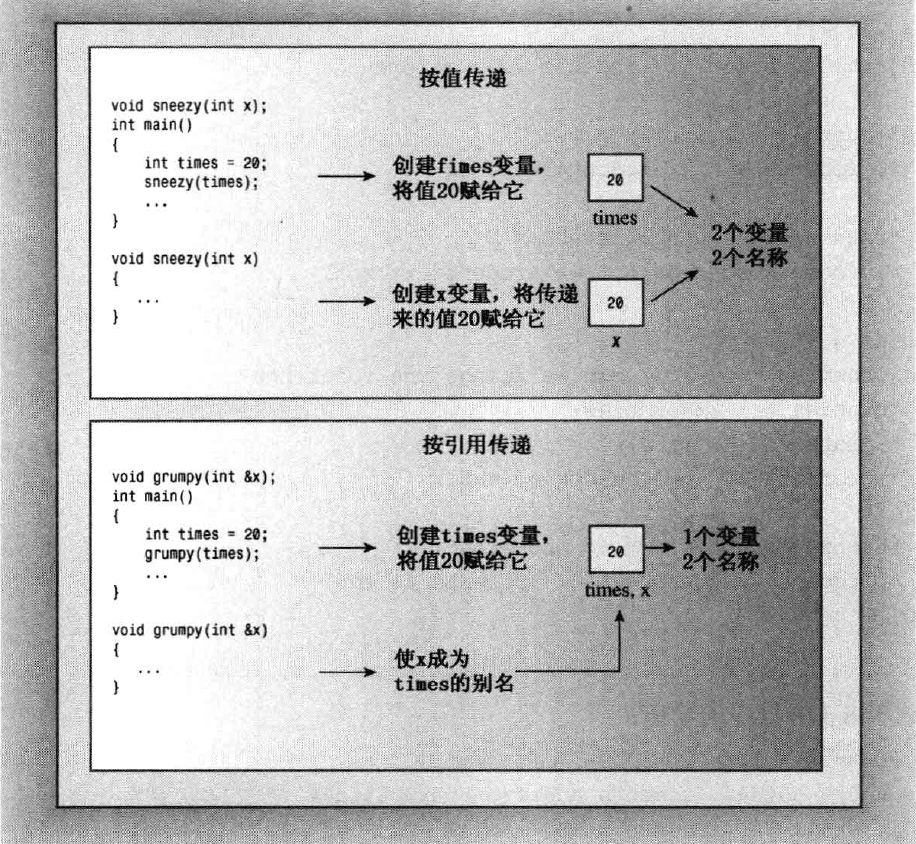 按值传递
void sneezy(int x);
int main()
{
int times = 20;
sneezy(times);
...
}
void sneezy(int x)
{
...
}
创建fimes变量，
将值20赋给它
20
times
创建x变量，将传递
来的值20赋给它
20
x
2个变量
2个名称
按引用传递
void grumpy(int &x);
int main()
{
int times = 20;
grumpy(times);
...
}
void grumpy(int &x)
{
...
}
创建times变量，
将值20赋给它
20
times, x
1个变量
2个名称
使x成为
times的别名